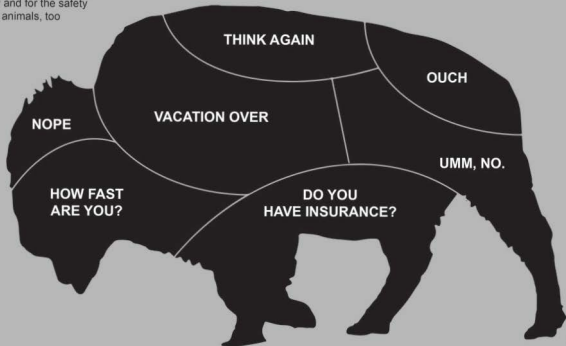 and for the safety
animals, too
THINK AGAIN
OUCH
NOPE
VACATION OVER
UMM, NO.
HOW FAST
ARE YOU?
DO YOU
HAVE INSURANCE?